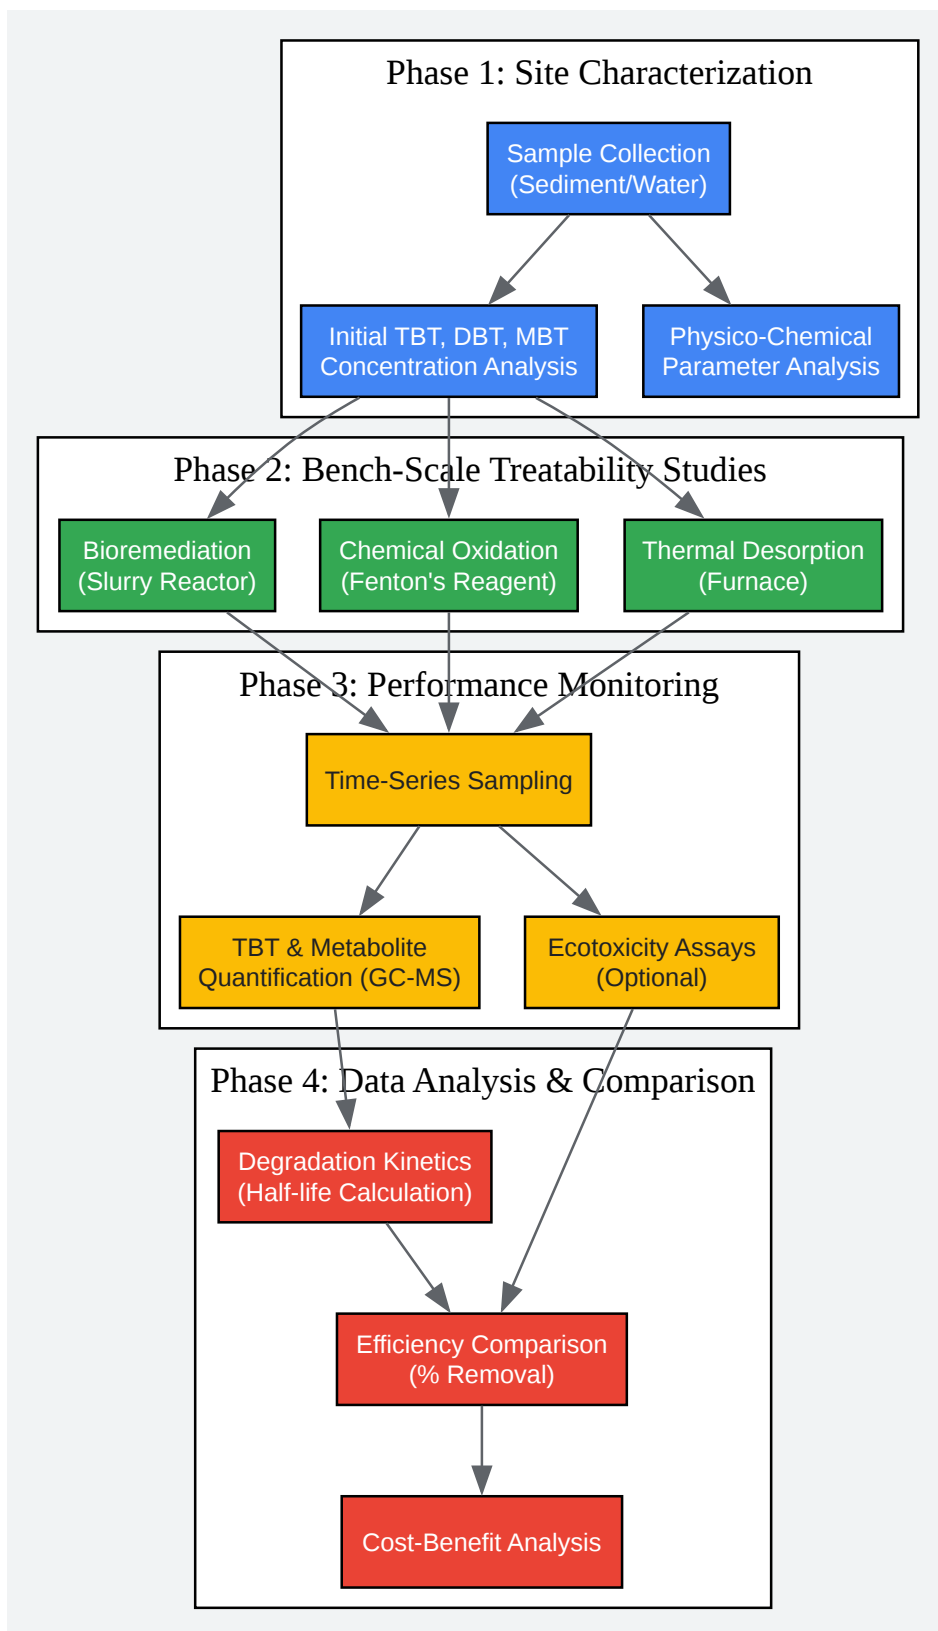 Phase 1: Site Characterization
Sample Collection
(Sediment/Water)
Initial TBT, DBT, MBT
Concentration Analysis
Physico-Chemical
Parameter Analysis
Phase 2: Bench-Scale Treatability Studies
Bioremediation
(Slurry Reactor)
Chemical Oxidation
(Fenton's Reagent)
Thermal Desorption
(Furnace)
Phase 3: Performance Monitoring
Time-Series Sampling
TBT & Metabolite
Quantification (GC-MS)
Ecotoxicity Assays
(Optional)
Phase 4: Data Analysis & Comparison
Degradation Kinetics
(Half-life Calculation)
Efficiency Comparison
(% Removal)
Cost-Benefit Analysis